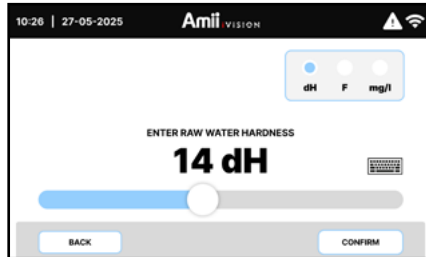 10:26 | 27-05-2025 Amii.VISION
dH F mg/l
ENTER RAW WATER HARDNESS
14 dH
BACK CONFIRM